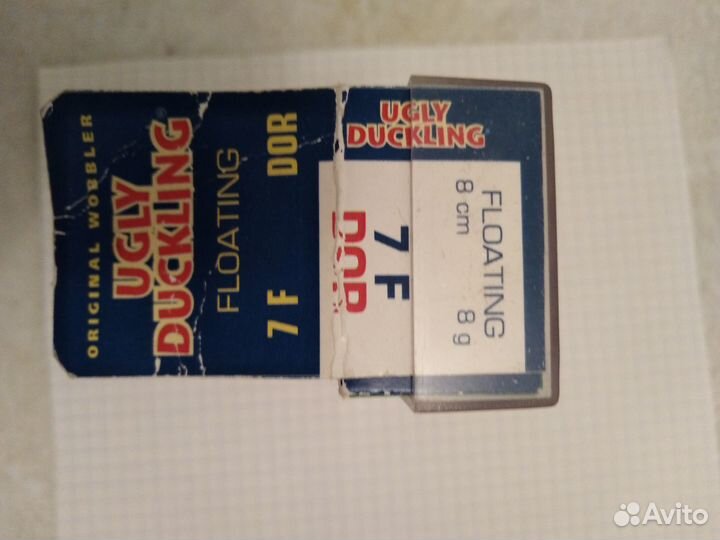 ORIGINAL WOBBLER
UGLY
DUCKLING®
FLOATING
7 F DOR
UGLY
DUCKLING
7 F
DOR
FLOATING
8 cm 8 g
Avito